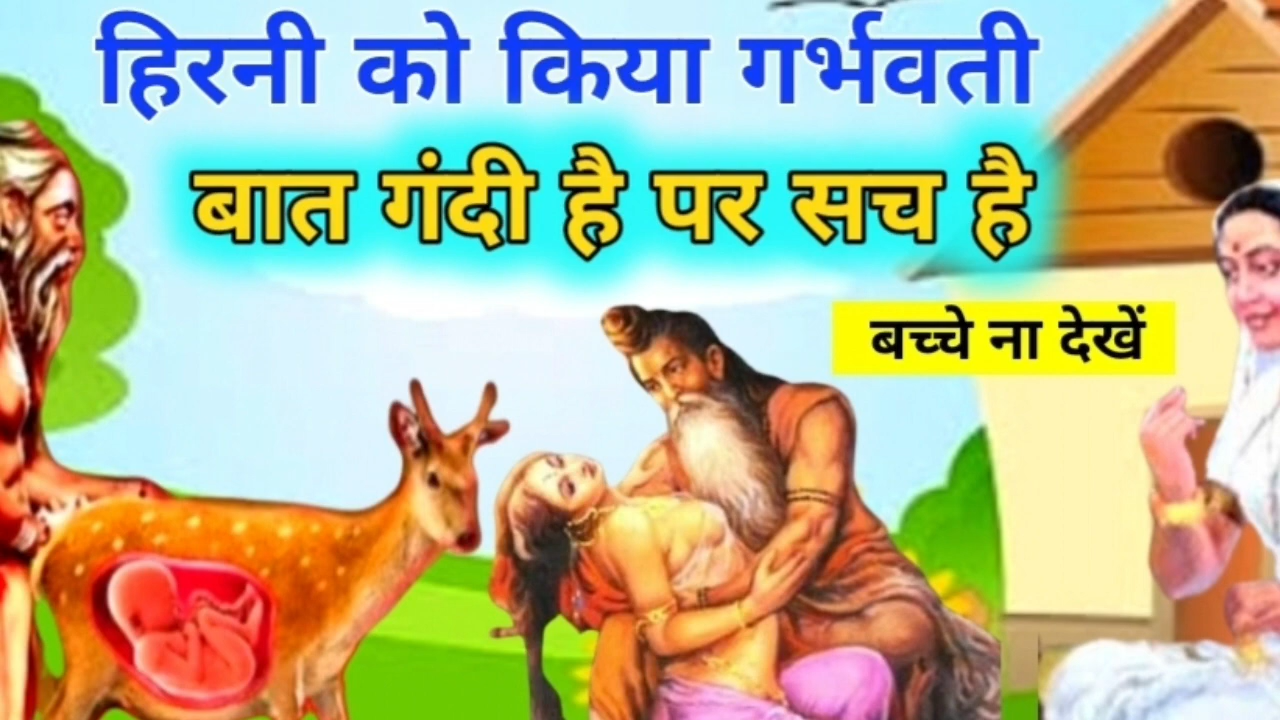 हिरनी को किया गर्भवती
बात गंदी है पर सच है
बच्चे ना देखें